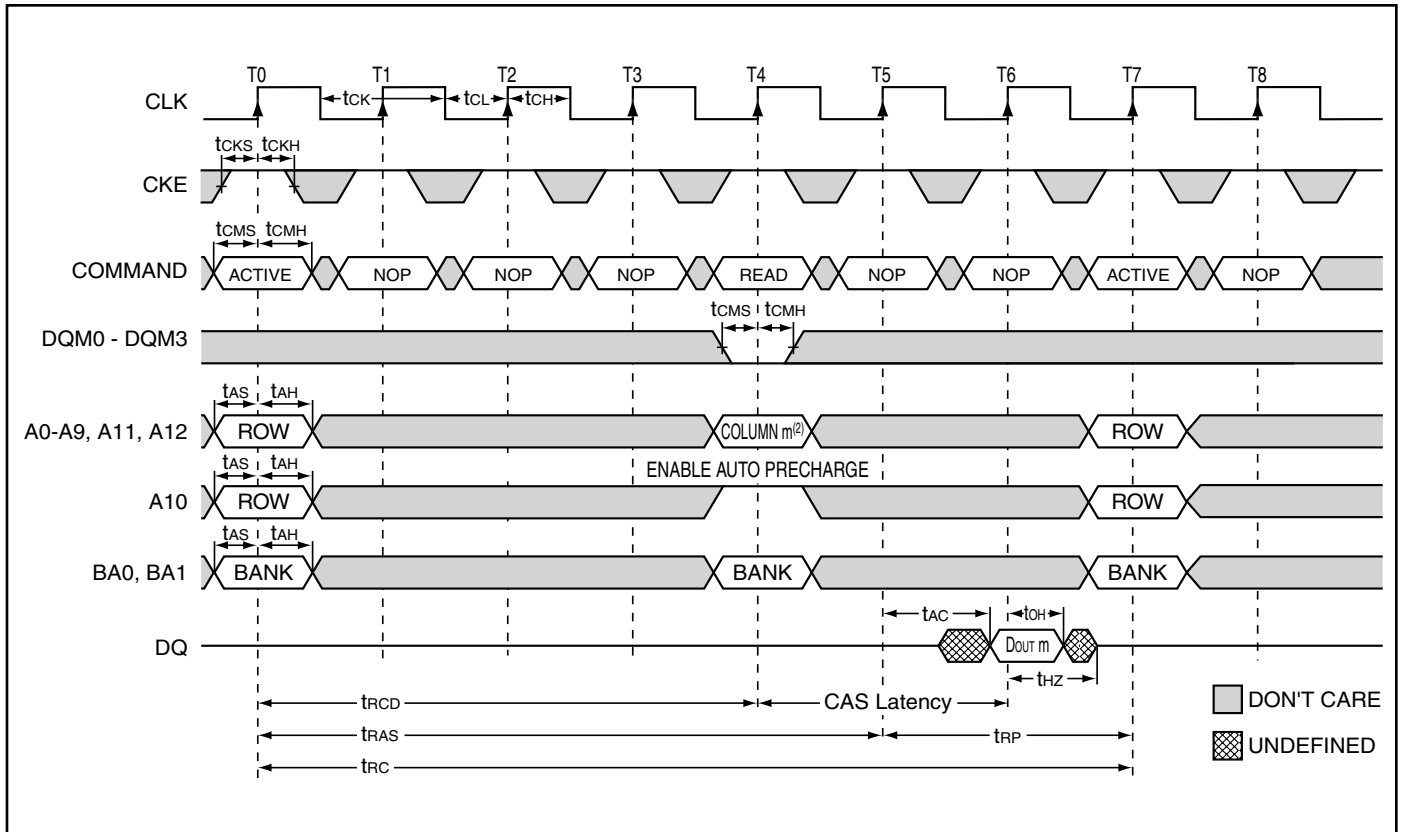 T0 T1 T2 T3 T4 T5 T6 T7 T8
CLK tCK tCL tCH
tCKS tCKH
CKE
tCMS tCMH
COMMAND ACTIVE NOP NOP NOP READ NOP NOP ACTIVE NOP
tCMS tCMH
DQM0 - DQM3
tAS tAH
A0-A9, A11, A12 ROW COLUMN m(2) ROW
tAS tAH ENABLE AUTO PRECHARGE
A10 ROW ROW
tAS tAH
BA0, BA1 BANK BANK BANK
tAC tOH
DQ DOUT m
tHZ
tRCD CAS Latency DON'T CARE
tRAS tRP UNDEFINED
tRC